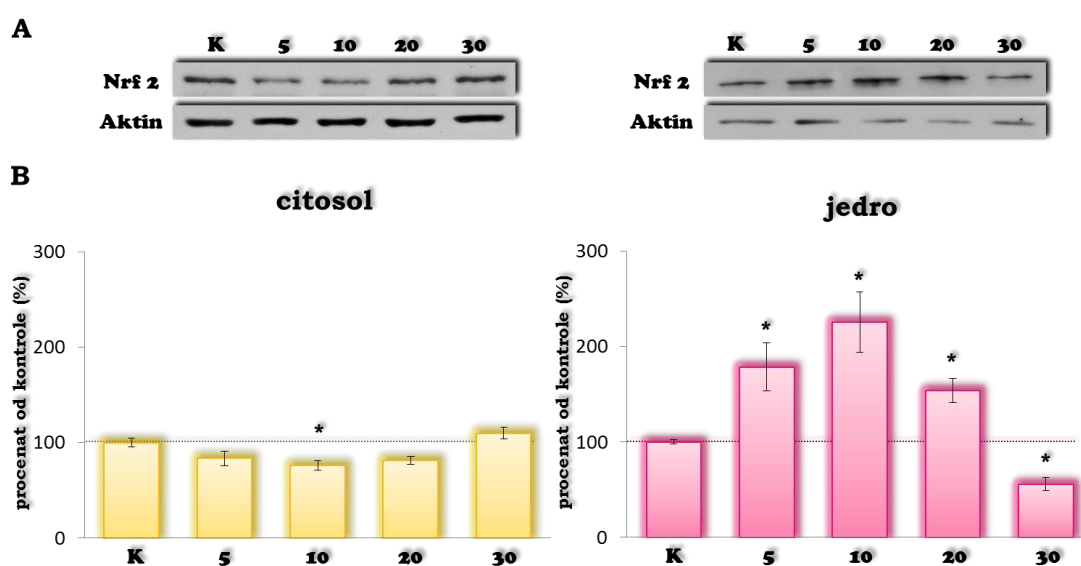 A
K 5 10 20 30
Nrf 2
Aktin
K 5 10 20 30
Nrf 2
Aktin
B
citosol
procenat od kontrole (%)
300
200
100
0
*
K 5 10 20 30
jedro
procenat od kontrole (%)
300
200
100
0
* * * *
K 5 10 20 30